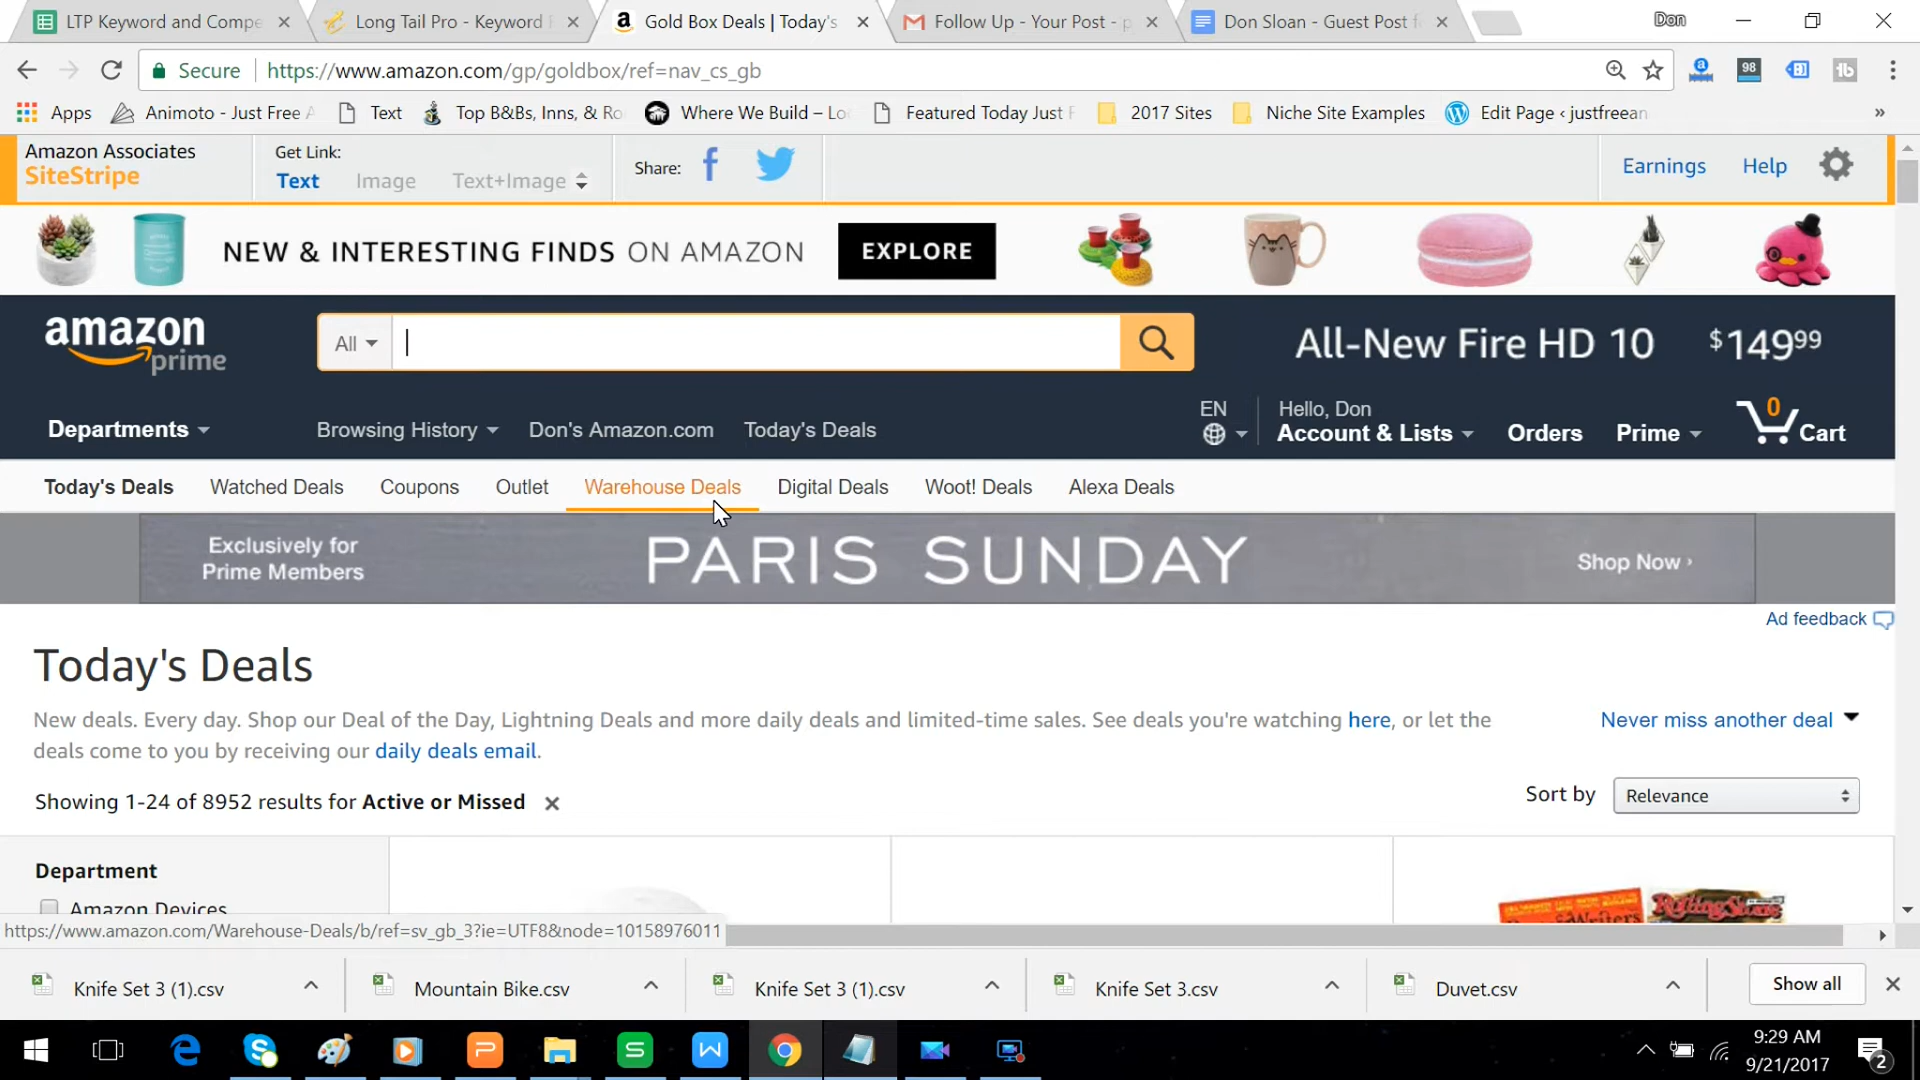 LTP Keyword and Compe
Long Tail Pro - Keyword
Gold Box Deals | Today's
Follow Up - Your Post - p
Don Sloan - Guest Post f
Don
Secure
https://www.amazon.com/gp/goldbox/ref=nav_cs_gb
98
Apps
Animoto - Just Free A
Text
Top B&Bs, Inns, & Ro
Where We Build – Lo
Featured Today Just F
2017 Sites
Niche Site Examples
Edit Page ‹ justfreean
»
Amazon Associates
SiteStripe
Get Link:
Text
Image
Text+Image
Share:
Earnings
Help
NEW & INTERESTING FINDS ON AMAZON
EXPLORE
amazon
prime
All
All-New Fire HD 10
$149 99
Departments
Browsing History
Don's Amazon.com
Today's Deals
EN
Hello, Don
Account & Lists
Orders
Prime
0
Cart
Today's Deals
Watched Deals
Coupons
Outlet
Warehouse Deals
Digital Deals
Woot! Deals
Alexa Deals
Exclusively for
Prime Members
PARIS SUNDAY
Shop Now ›
Ad feedback
Today's Deals
New deals. Every day. Shop our Deal of the Day, Lightning Deals and more daily deals and limited-time sales. See deals you're watching here, or let the
deals come to you by receiving our daily deals email.
Never miss another deal
Showing 1-24 of 8952 results for Active or Missed
Sort by
Relevance
Department
Amazon Devices
Writers
RollingStone
https://www.amazon.com/Warehouse-Deals/b/ref=sv_gb_3?ie=UTF8&node=10158976011
Knife Set 3 (1).csv
Mountain Bike.csv
Knife Set 3 (1).csv
Knife Set 3.csv
Duvet.csv
Show all
9:29 AM
9/21/2017
2